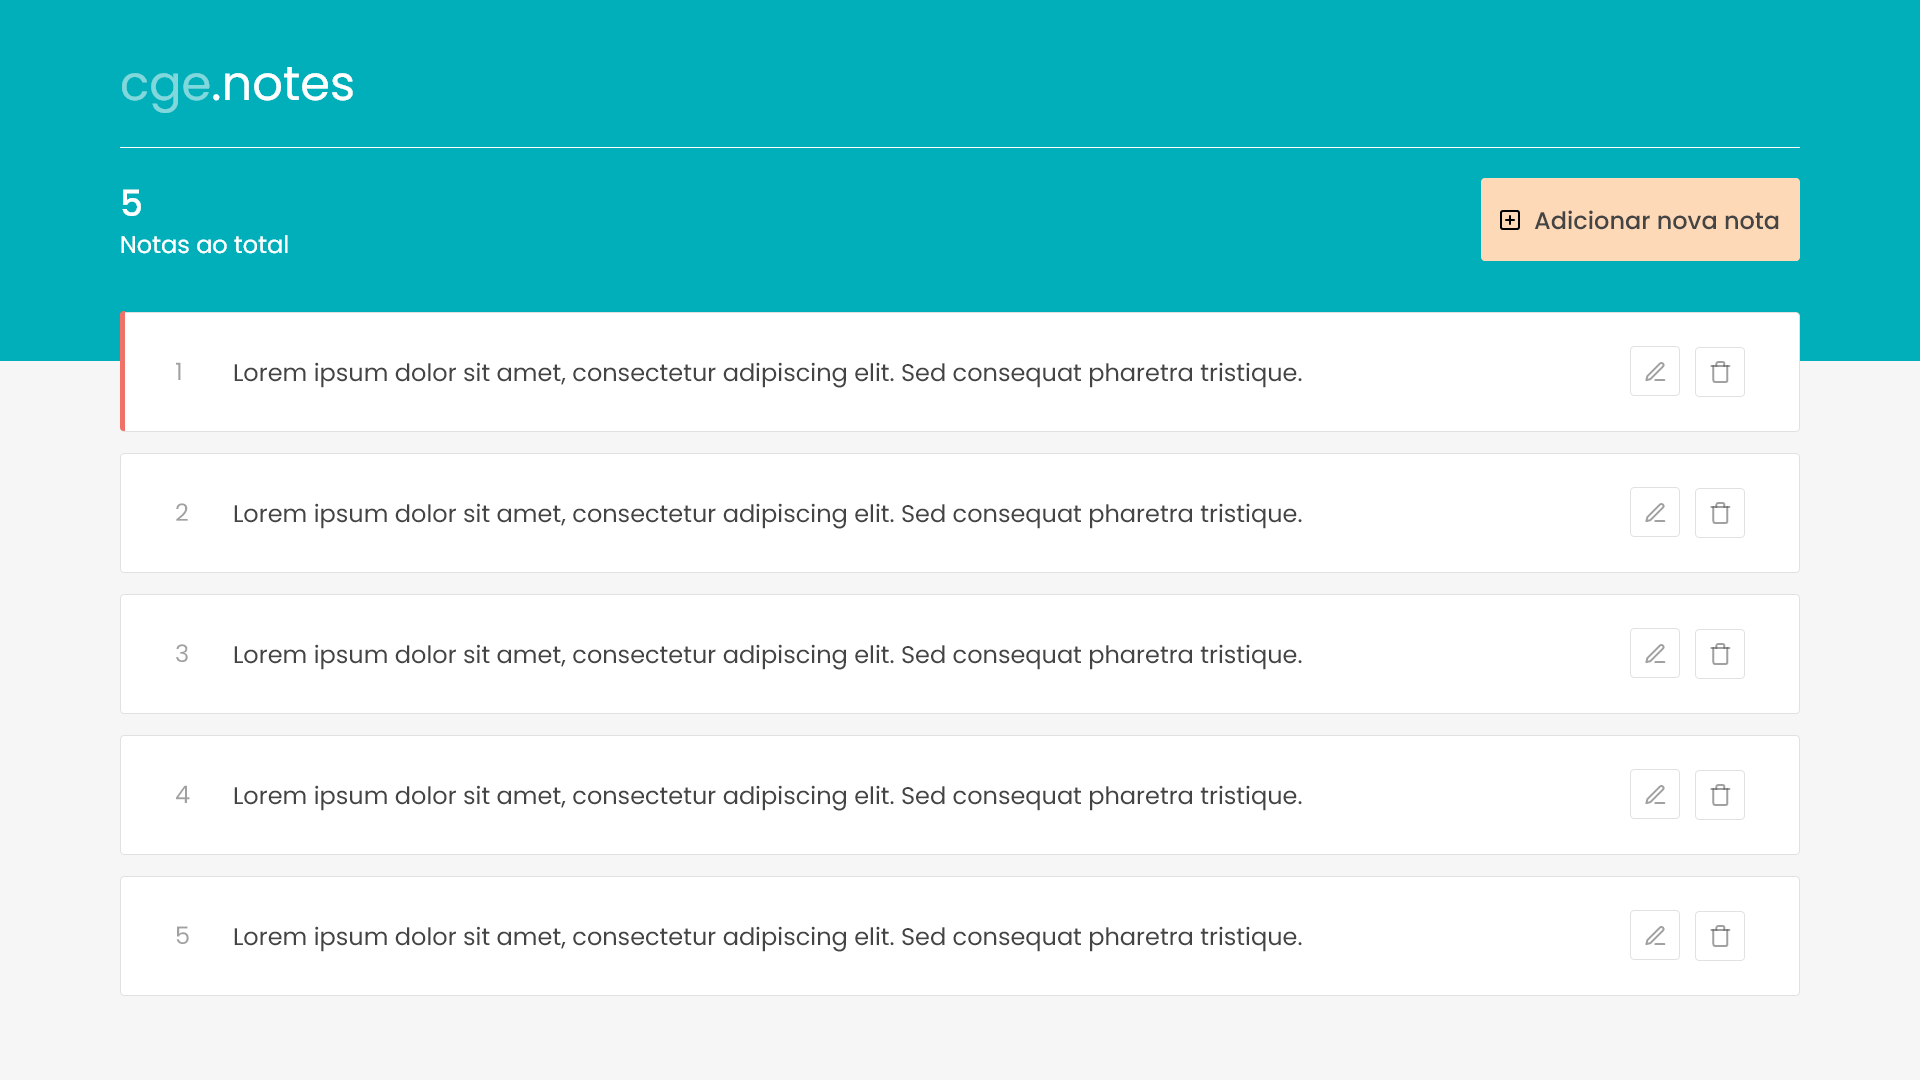 cge.notes
5
Notas ao total
Adicionar nova nota
1 Lorem ipsum dolor sit amet, consectetur adipiscing elit. Sed consequat pharetra tristique.
2 Lorem ipsum dolor sit amet, consectetur adipiscing elit. Sed consequat pharetra tristique.
3 Lorem ipsum dolor sit amet, consectetur adipiscing elit. Sed consequat pharetra tristique.
4 Lorem ipsum dolor sit amet, consectetur adipiscing elit. Sed consequat pharetra tristique.
5 Lorem ipsum dolor sit amet, consectetur adipiscing elit. Sed consequat pharetra tristique.